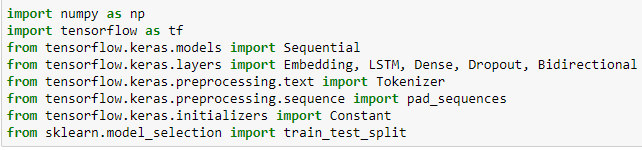 import numpy as np
import tensorflow as tf
from tensorflow.keras.models import Sequential
from tensorflow.keras.layers import Embedding, LSTM, Dense, Dropout, Bidirectional
from tensorflow.keras.preprocessing.text import Tokenizer
from tensorflow.keras.preprocessing.sequence import pad_sequences
from tensorflow.keras.initializers import Constant
from sklearn.model_selection import train_test_split